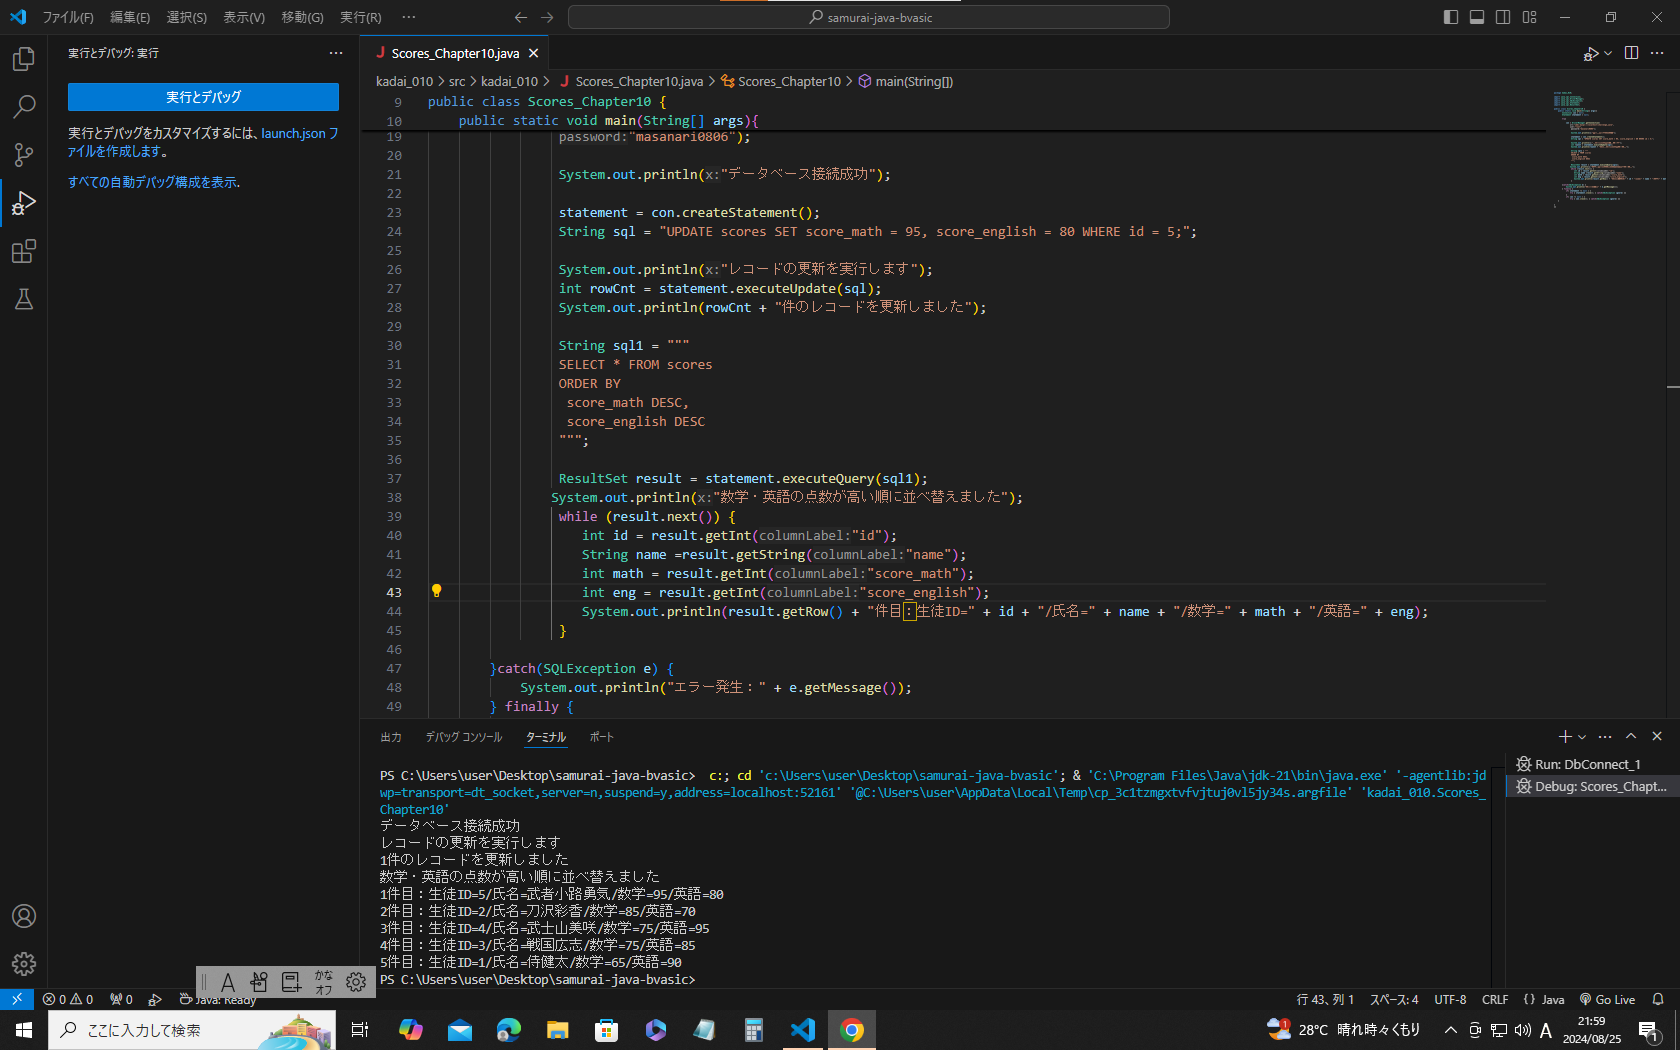 ファイル(F) 編集(E) 選択(S) 表示(V) 移動(G) 実行(R) ··· samurai-java-bvasic
実行とデバッグ: 実行 ···
実行とデバッグ
実行とデバッグをカスタマイズするには、launch.json フ
ァイルを作成します。
すべての自動デバッグ構成を表示.
J Scores_Chapter10.java
kadai_010 > src > kadai_010 > J Scores_Chapter10.java > Scores_Chapter10 > main(String[])
9 public class Scores_Chapter10 {
10 public static void main(String[] args){
19 password:"masanari0806");
20
21 System.out.println(x:"データベース接続成功");
22
23 statement = con.createStatement();
24 String sql = "UPDATE scores SET score_math = 95, score_english = 80 WHERE id = 5;";
25
26 System.out.println(x:"レコードの更新を実行します");
27 int rowCnt = statement.executeUpdate(sql);
28 System.out.println(rowCnt + "件のレコードを更新しました");
29
30 String sql1 = """
31 SELECT * FROM scores
32 ORDER BY
33 score_math DESC,
34 score_english DESC
35 """;
36
37 ResultSet result = statement.executeQuery(sql1);
38 System.out.println(x:"数学・英語の点数が高い順に並べ替えました");
39 while (result.next()) {
40 int id = result.getInt(columnLabel:"id");
41 String name =result.getString(columnLabel:"name");
42 int math = result.getInt(columnLabel:"score_math");
43 int eng = result.getInt(columnLabel:"score_english");
44 System.out.println(result.getRow() + "件目：生徒ID=" + id + "/氏名=" + name + "/数学=" + math + "/英語=" + eng);
45 }
46
47 }catch(SQLException e) {
48 System.out.println("エラー発生：" + e.getMessage());
49 } finally {
出力 デバッグ コンソール ターミナル ポート
PS C:\Users\user\Desktop\samurai-java-bvasic> c:; cd 'c:\Users\user\Desktop\samurai-java-bvasic'; & 'C:\Program Files\Java\jdk-21\bin\java.exe' '-agentlib:jd
wp=transport=dt_socket,server=n,suspend=y,address=localhost:52161' '@C:\Users\user\AppData\Local\Temp\cp_3c1tzmgxtvfvjtuj0vl5jy34s.argfile' 'kadai_010.Scores_
Chapter10'
データベース接続成功
レコードの更新を実行します
1件のレコードを更新しました
数学・英語の点数が高い順に並べ替えました
1件目：生徒ID=5/氏名=武者小路勇気/数学=95/英語=80
2件目：生徒ID=2/氏名=刀沢彩香/数学=85/英語=70
3件目：生徒ID=4/氏名=武士山美咲/数学=75/英語=95
4件目：生徒ID=3/氏名=戦国広志/数学=75/英語=85
5件目：生徒ID=1/氏名=侍健太/数学=65/英語=90
PS C:\Users\user\Desktop\samurai-java-bvasic>
Run: DbConnect_1
Debug: Scores_Chapt...
A かな
オフ
0 0 0 Java: Ready 行 43、列 1 スペース: 4 UTF-8 CRLF {} Java Go Live
ここに入力して検索 1 28°C 晴れ時々くもり A 21:59
2024/08/25 1